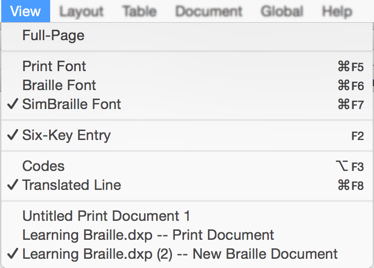 View Layout Table Document Global Help
Full-Page
Print Font ⌘F5
Braille Font ⌘F6
✓ SimBraille Font ⌘F7
✓ Six-Key Entry F2
Codes ⌥F3
✓ Translated Line ⌘F8
Untitled Print Document 1
Learning Braille.dxp -- Print Document
✓ Learning Braille.dxp (2) -- New Braille Document